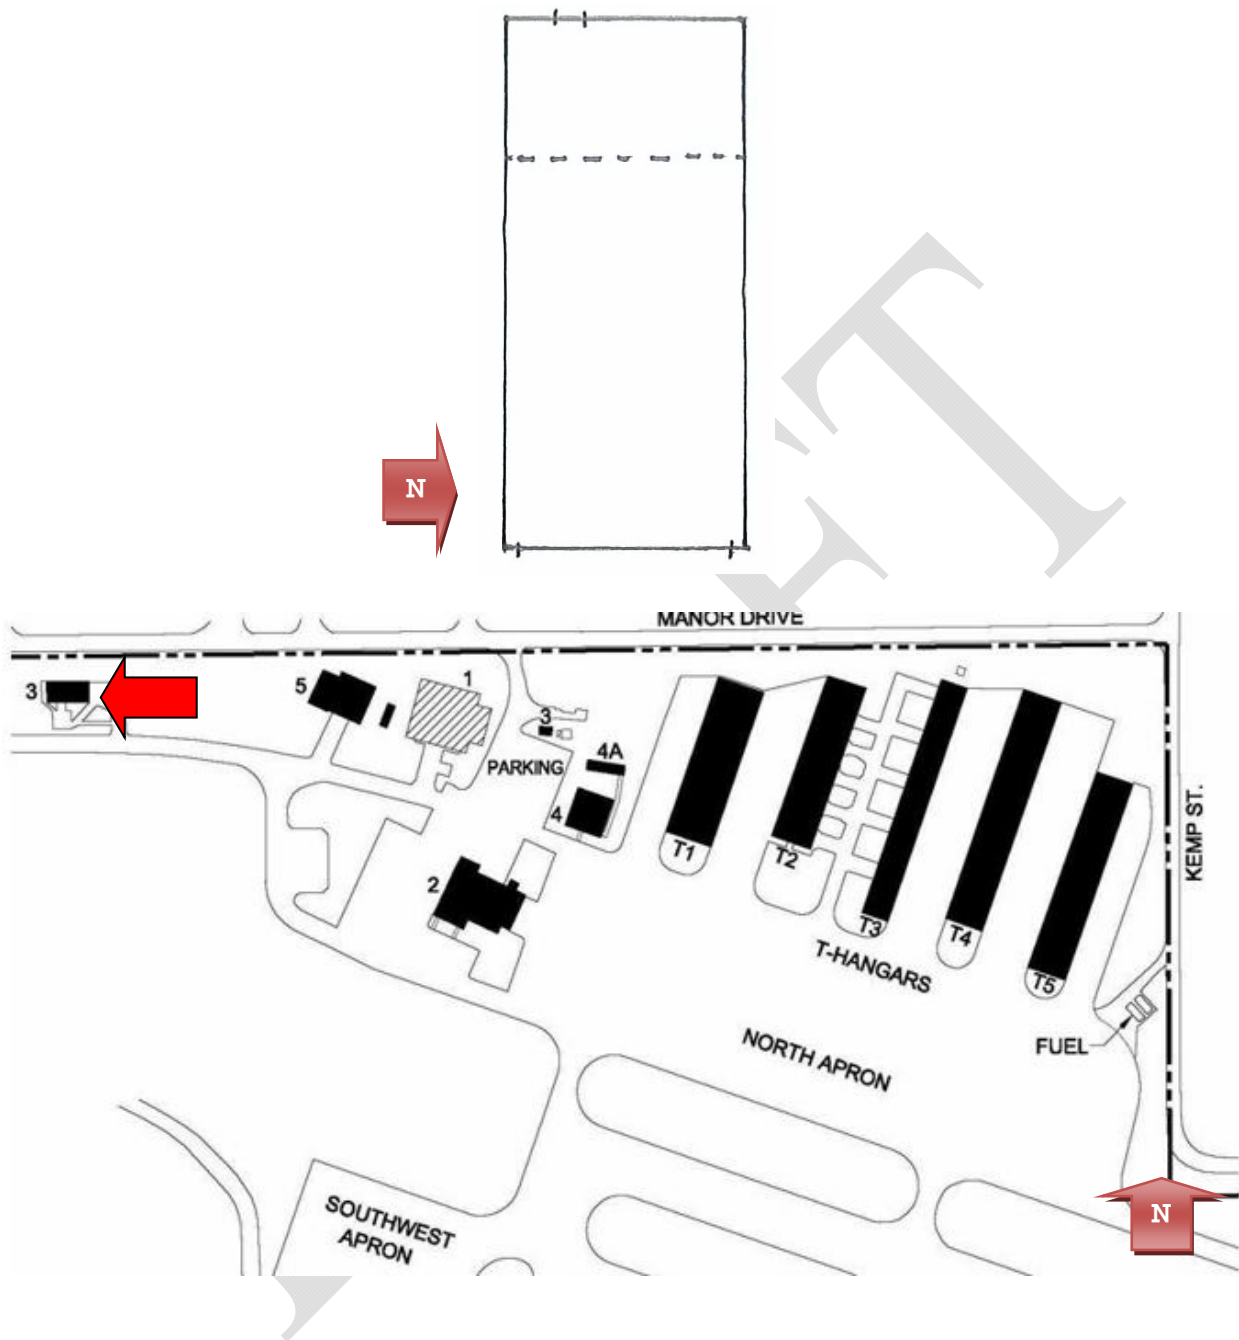 N
MANOR DRIVE
3
5
1
3
PARKING
4A
4
2
T1
T2
T3
T4
T5
T-HANGARS
KEMP ST.
FUEL
NORTH APRON
SOUTHWEST
APRON
N